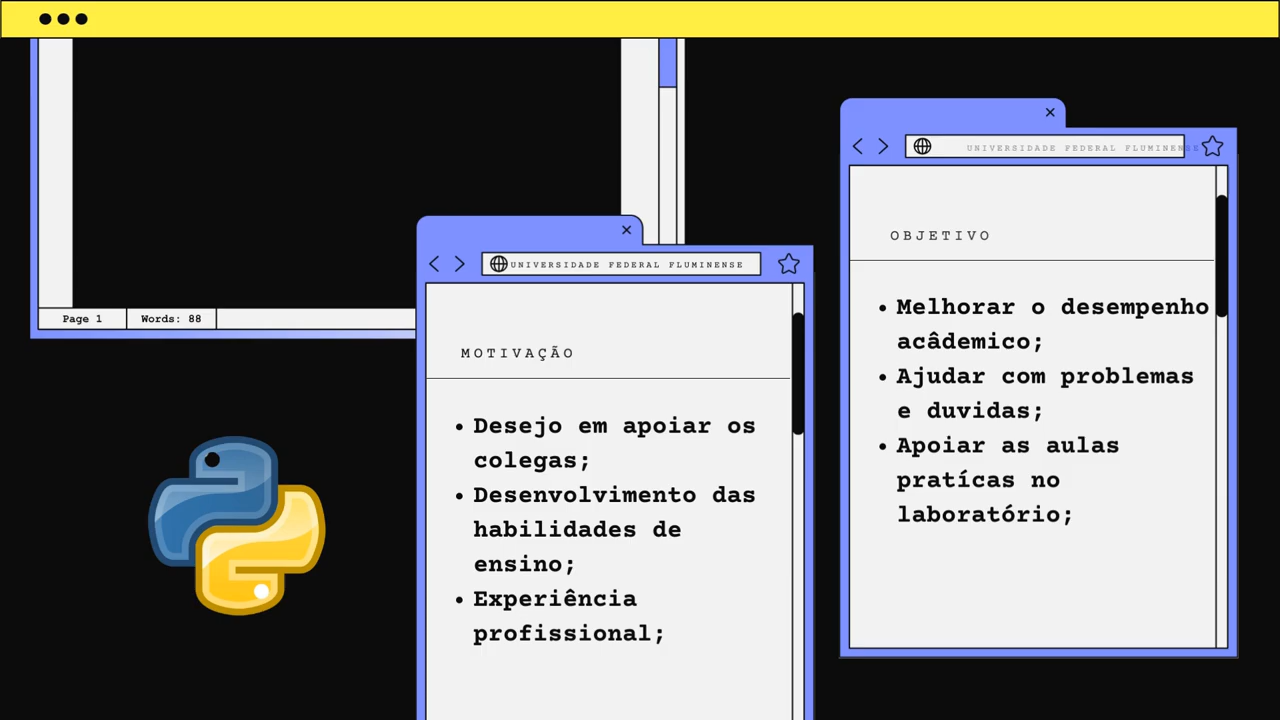 Page 1
Words: 88
UNIVERSIDADE FEDERAL FLUMINENSE
MOTIVAÇÃO
• Desejo em apoiar os
colegas;
• Desenvolvimento das
habilidades de
ensino;
• Experiência
profissional;
UNIVERSIDADE FEDERAL FLUMINENSE
OBJETIVO
• Melhorar o desempenho
acâdemico;
• Ajudar com problemas
e duvidas;
• Apoiar as aulas
pratícas no
laboratório;